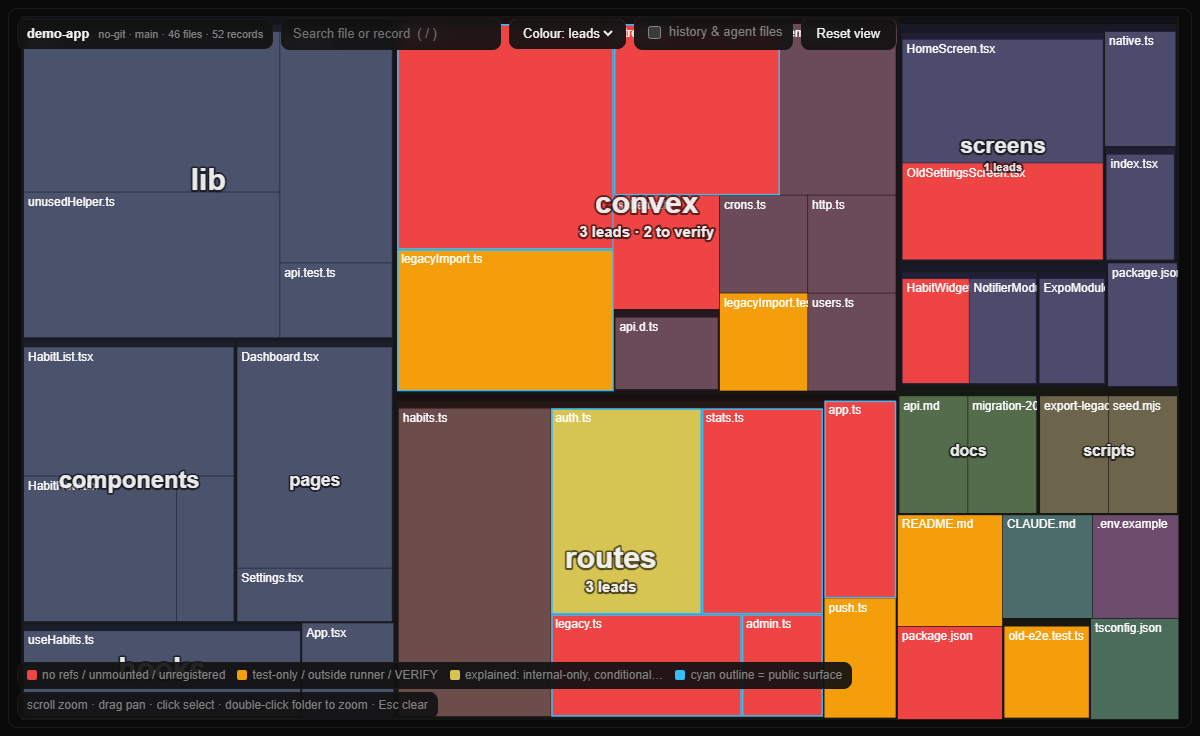 demo-app no-git · main · 46 files · 52 records
Search file or record ( / )
Colour: leads
history & agent files
Reset view
lib
unusedHelper.ts
api.test.ts
HabitList.tsx
components
Dashboard.tsx
pages
Settings.tsx
useHabits.ts
hooks
App.tsx
convex
3 leads · 2 to verify
legacyImport.ts
crons.ts
http.ts
api.d.ts
legacyImport.tes
users.ts
habits.ts
auth.ts
stats.ts
routes
3 leads
legacy.ts
admin.ts
app.ts
push.ts
HomeScreen.tsx
native.ts
screens
1 leads
OldSettingsScreen.tsx
index.tsx
HabitWidge
NotifierModu
ExpoModul
package.json
api.md
migration-20
docs
export-legac
seed.mjs
scripts
README.md
CLAUDE.md
.env.example
package.json
old-e2e.test.ts
tsconfig.json
no refs / unmounted / unregistered
test-only / outside runner / VERIFY
explained: internal-only, conditional…
cyan outline = public surface
scroll zoom · drag pan · click select · double-click folder to zoom · Esc clear